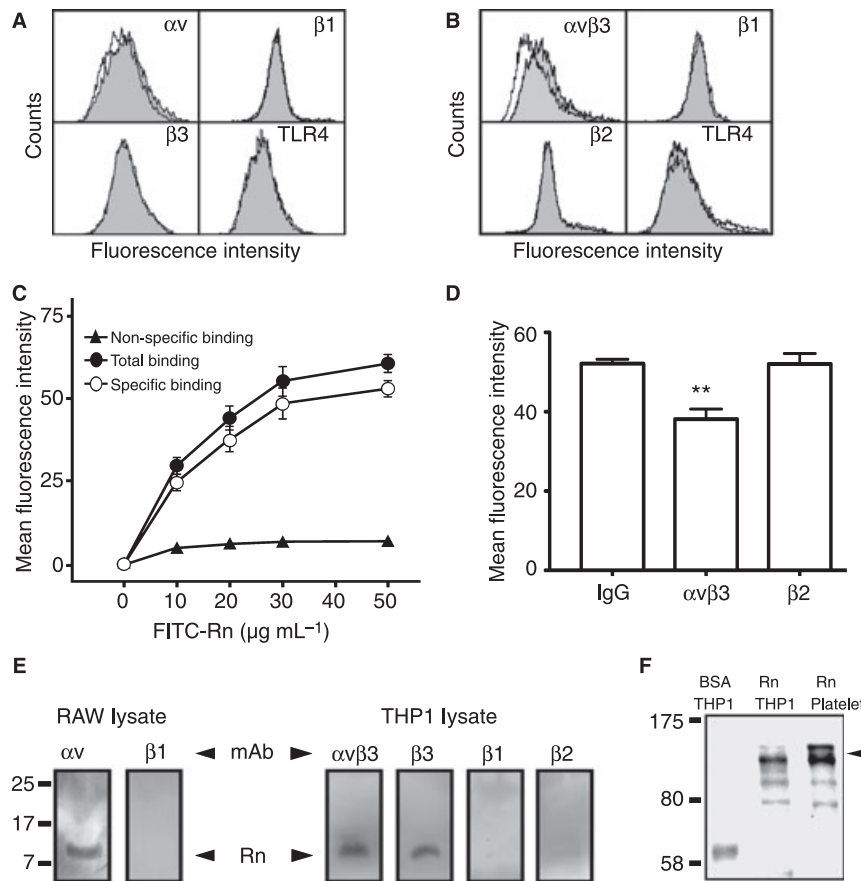 A
αv
β1
β3
TLR4
Counts
Fluorescence intensity
B
αvβ3
β1
β2
TLR4
Counts
Fluorescence intensity
C
Mean fluorescence intensity
75
50
25
0
Non-specific binding
Total binding
Specific binding
0 10 20 30 40 50
FITC-Rn (µg mL⁻¹)
D
Mean fluorescence intensity
60
40
20
0
**
IgG αvβ3 β2
E
RAW lysate THP1 lysate
αv β1 mAb αvβ3 β3 β1 β2
25
17
7
Rn
F
BSA Rn Rn
THP1 THP1 Platelet
175
80
58